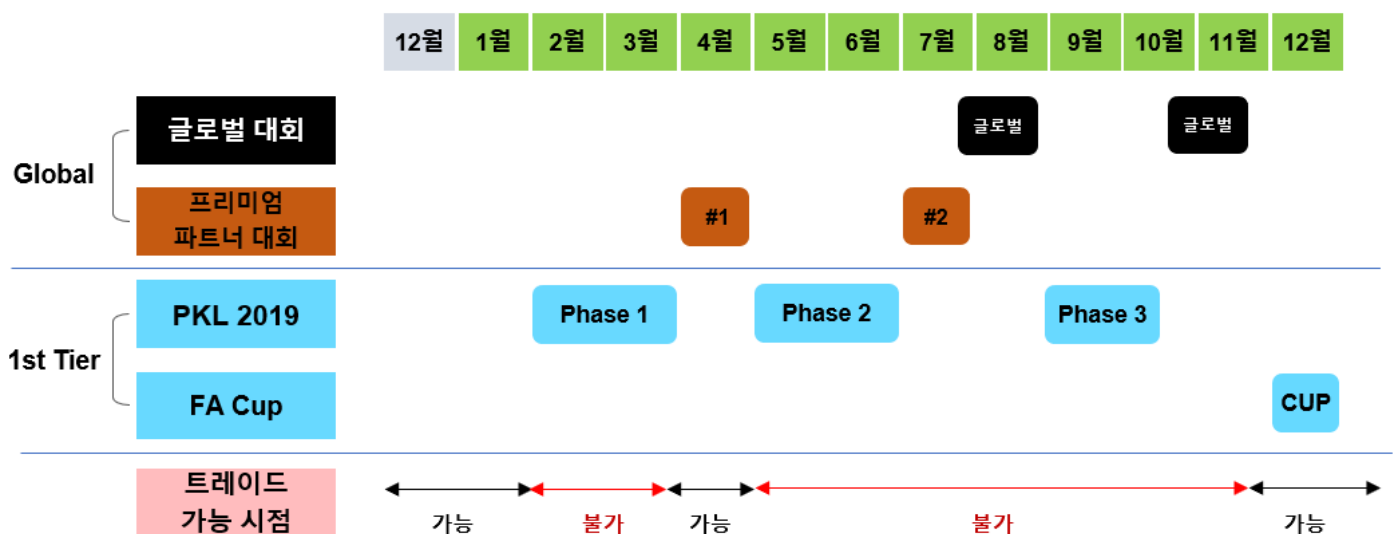 12월 1월 2월 3월 4월 5월 6월 7월 8월 9월 10월 11월 12월
Global
글로벌 대회
글로벌
글로벌
프리미엄
파트너 대회
#1
#2
1st Tier
PKL 2019
Phase 1
Phase 2
Phase 3
FA Cup
CUP
트레이드
가능 시점
가능
불가
가능
불가
가능